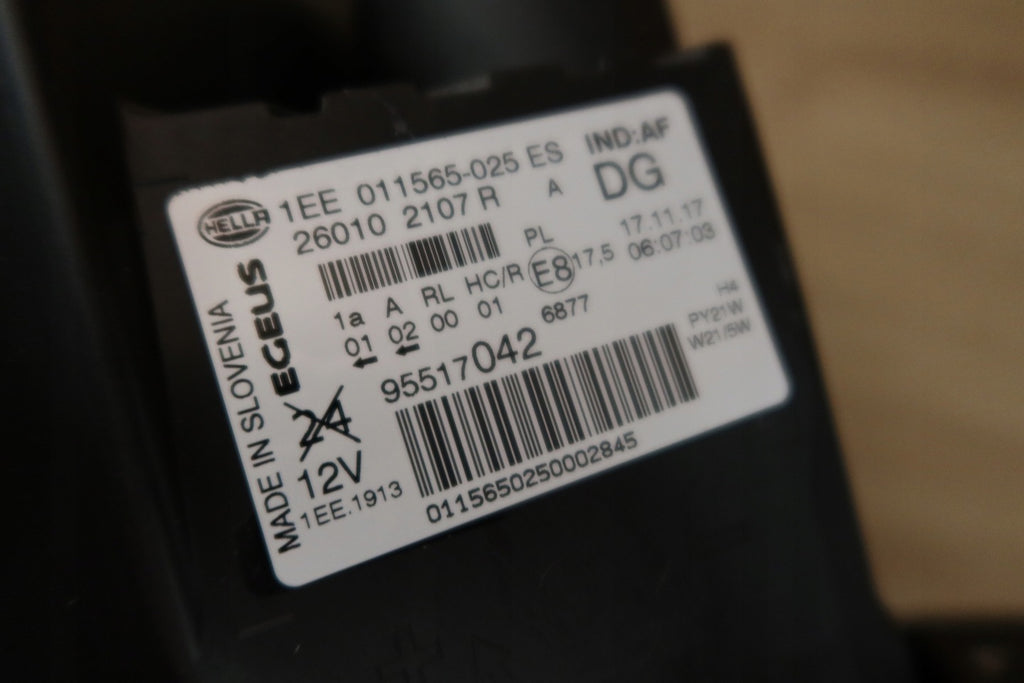 HELLA
1EE 011565-025 ES
IND:AF
26010 2107 R
A
DG
PL
17.11.17
1a A RL HC/R E8 17,5 06:07:03
01 02 00 01
6877
H4
PY21W
W21/5W
95517042
0115650250002845
MADE IN SLOVENIA
EGEUS
24
12V
1EE.1913